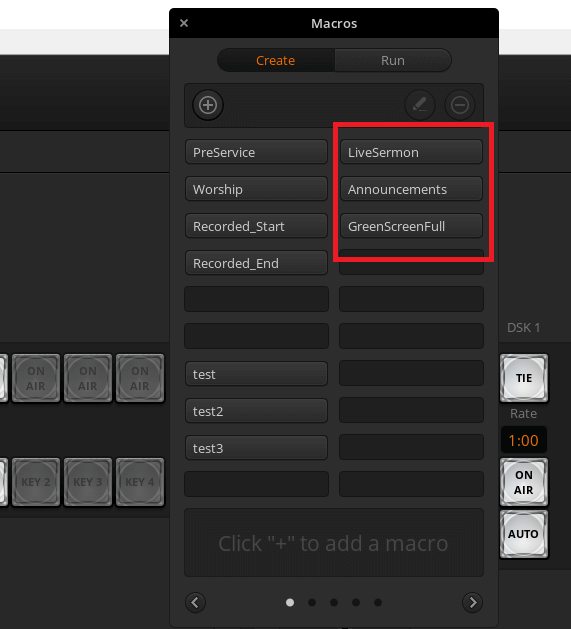 Macros
Create
Run
PreService
LiveSermon
Worship
Announcements
Recorded_Start
GreenScreenFull
Recorded_End
test
test2
test3
Click "+" to add a macro
ON
AIR
ON
AIR
ON
AIR
KEY 2
KEY 3
KEY 4
DSK 1
TIE
Rate
1:00
ON
AIR
AUTO